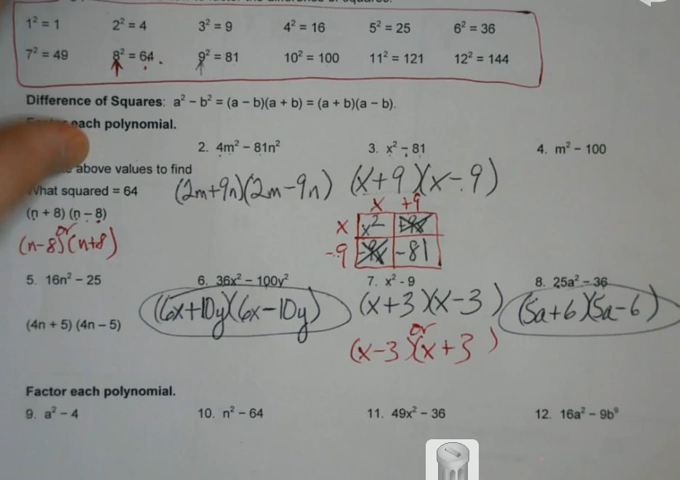 1² = 1 2² = 4 3² = 9 4² = 16 5² = 25 6² = 36
7² = 49 8² = 64 9² = 81 10² = 100 11² = 121 12² = 144
Difference of Squares: a² − b² = (a − b)(a + b) = (a + b)(a − b).
each polynomial.
2. 4m² − 81n² 3. x² − 81 4. m² − 100
above values to find
What squared = 64
(2m+9n)(2m−9n) (x+9)(x−9)
(n + 8) (n − 8)
or
(n−8)(n+8)
x +9
x x²
−9 −81
5. 16n² − 25 6. 36x² − 100y² 7. x² - 9 8. 25a² − 36
(4n + 5) (4n − 5) (6x+10y)(6x−10y) (x+3)(x−3) (5a+6)(5a−6)
or
(x−3)(x+3)
Factor each polynomial.
9. a² − 4 10. n² − 64 11. 49x² − 36 12. 16a² − 9b⁸